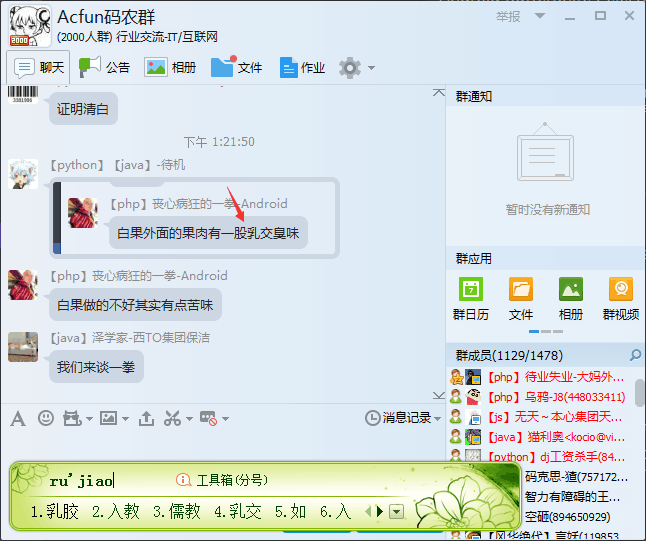 Acfun码农群
(2000人群) 行业交流-IT/互联网
举报
聊天
公告
相册
文件
作业
证明清白
下午 1:21:50
【python】【java】-待机
【php】丧心病狂的一拳-Android
白果外面的果肉有一股乳交臭味
【php】丧心病狂的一拳-Android
白果做的不好其实有点苦味
【java】泽学家-西TO集团保洁
我们来谈一拳
消息记录
群通知
暂时没有新通知
群应用
7
群日历
文件
相册
群视频
群成员(1129/1478)
【php】待业失业-大妈外...
【php】乌鸦-J8(448033411)
【js】无天～本心集团天...
【java】猫利奥<kocio@vi...
【python】dj工资杀手(84...
码克思-猹(757172...
智力有障碍的王...
空砸(894650929)
ru'jiao
工具箱(分号)
1.乳胶 2.入教 3.儒教 4.乳交 5.如 6.入